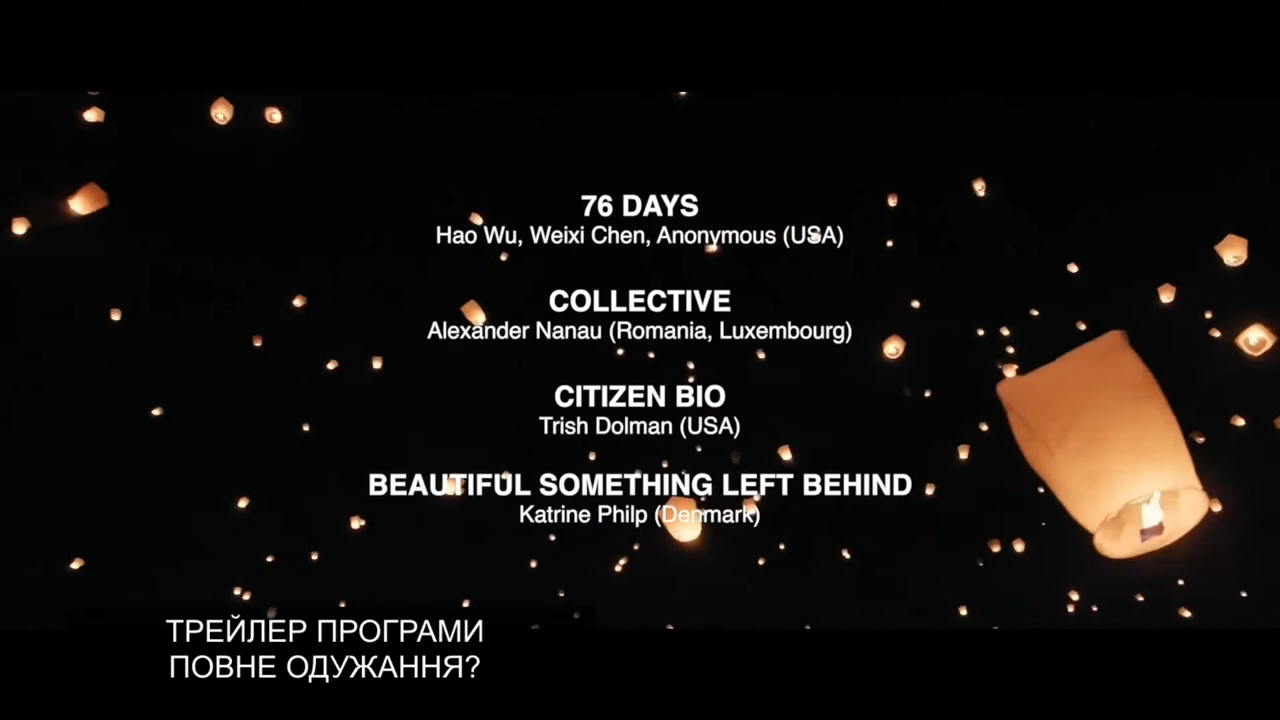 76 DAYS
Hao Wu, Weixi Chen, Anonymous (USA)
COLLECTIVE
Alexander Nanau (Romania, Luxembourg)
CITIZEN BIO
Trish Dolman (USA)
BEAUTIFUL SOMETHING LEFT BEHIND
Katrine Philp (Denmark)
ТРЕЙЛЕР ПРОГРАМИ
ПОВНЕ ОДУЖАННЯ?